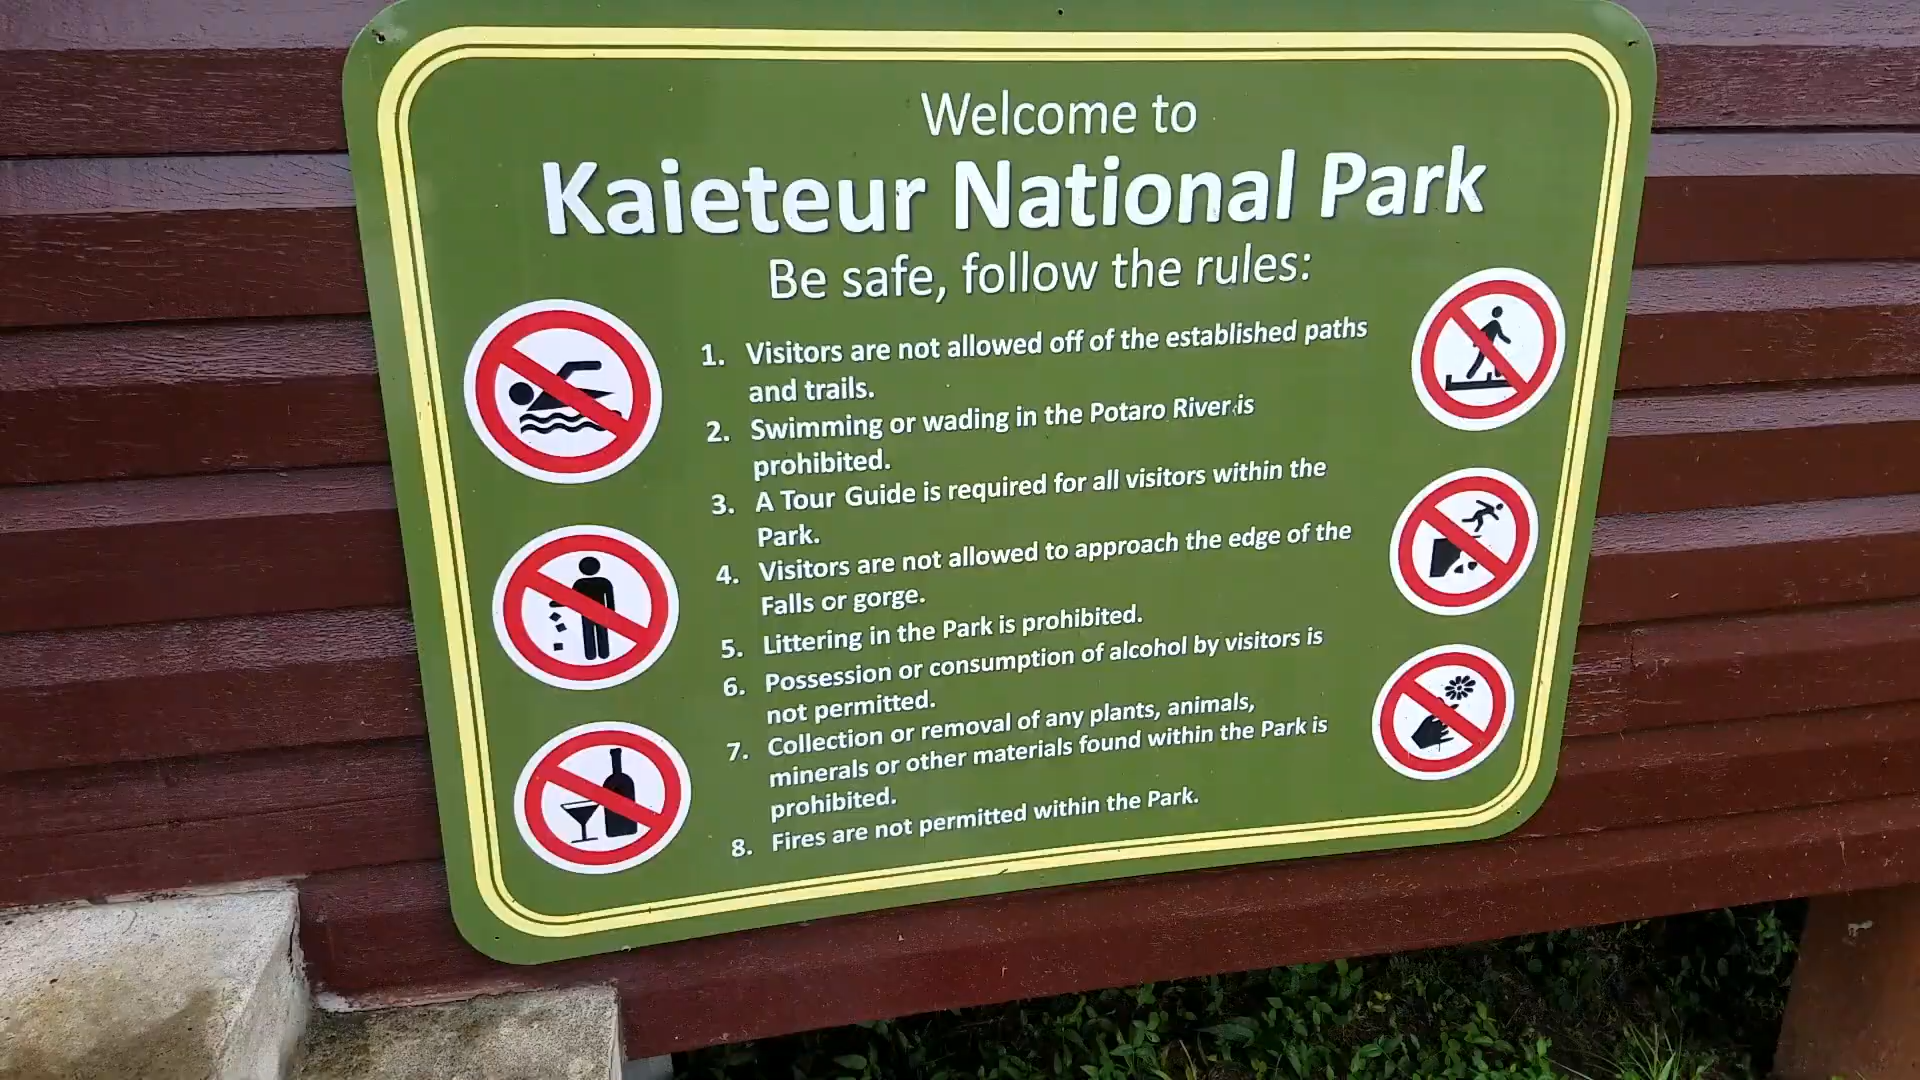 Welcome to
Kaieteur National Park
Be safe, follow the rules:
1. Visitors are not allowed off of the established paths
and trails.
2. Swimming or wading in the Potaro River is
prohibited.
3. A Tour Guide is required for all visitors within the
Park.
4. Visitors are not allowed to approach the edge of the
Falls or gorge.
5. Littering in the Park is prohibited.
6. Possession or consumption of alcohol by visitors is
not permitted.
7. Collection or removal of any plants, animals,
minerals or other materials found within the Park is
prohibited.
8. Fires are not permitted within the Park.